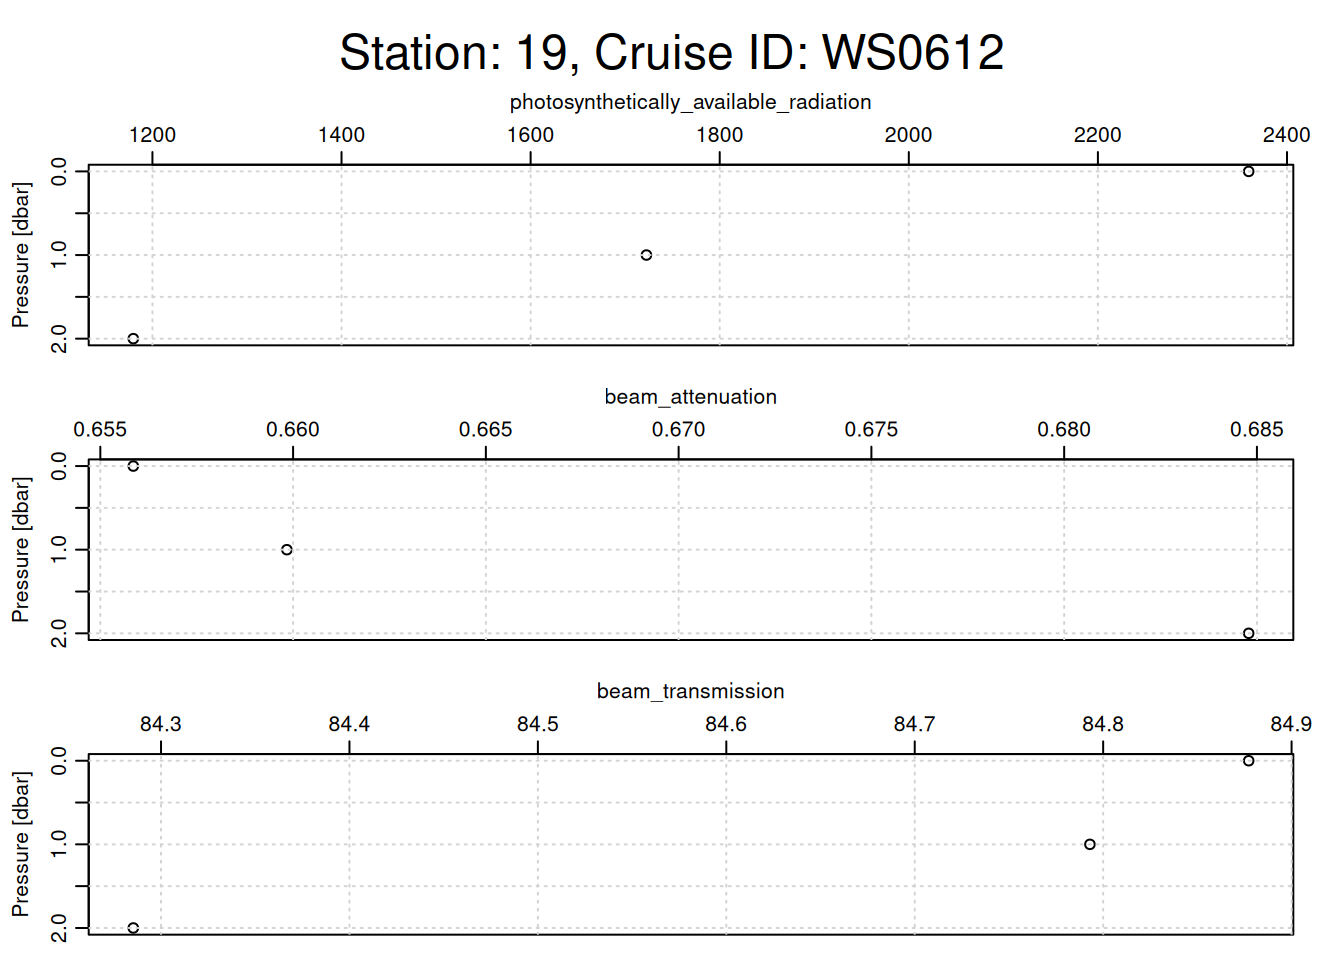 Station: 19, Cruise ID: WS0612
photosynthetically_available_radiation
1200 1400 1600 1800 2000 2200 2400
Pressure [dbar]
0.0
1.0
2.0
beam_attenuation
0.655 0.660 0.665 0.670 0.675 0.680 0.685
Pressure [dbar]
0.0
1.0
2.0
beam_transmission
84.3 84.4 84.5 84.6 84.7 84.8 84.9
Pressure [dbar]
0.0
1.0
2.0